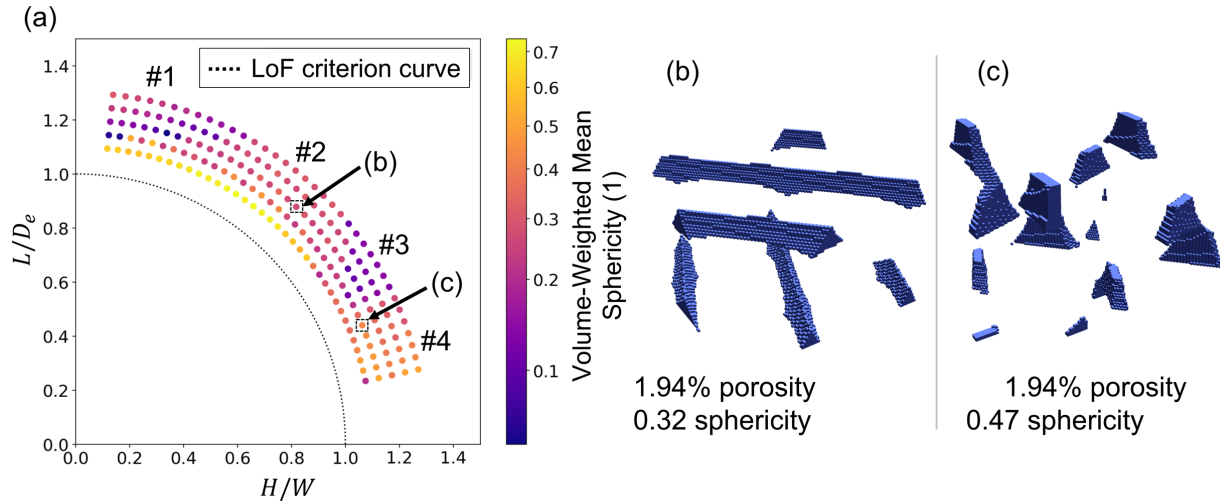 (a)
LoF criterion curve
#1
#2
(b)
#3
(c)
#4
1.4
1.2
1.0
0.8
0.6
0.4
0.2
0.0
L/Dₑ
0.0
0.2
0.4
0.6
0.8
1.0
1.2
1.4
H/W
0.7
0.6
0.5
0.4
0.3
0.2
0.1
Volume-Weighted Mean
Sphericity (1)
(b)
1.94% porosity
0.32 sphericity
(c)
1.94% porosity
0.47 sphericity